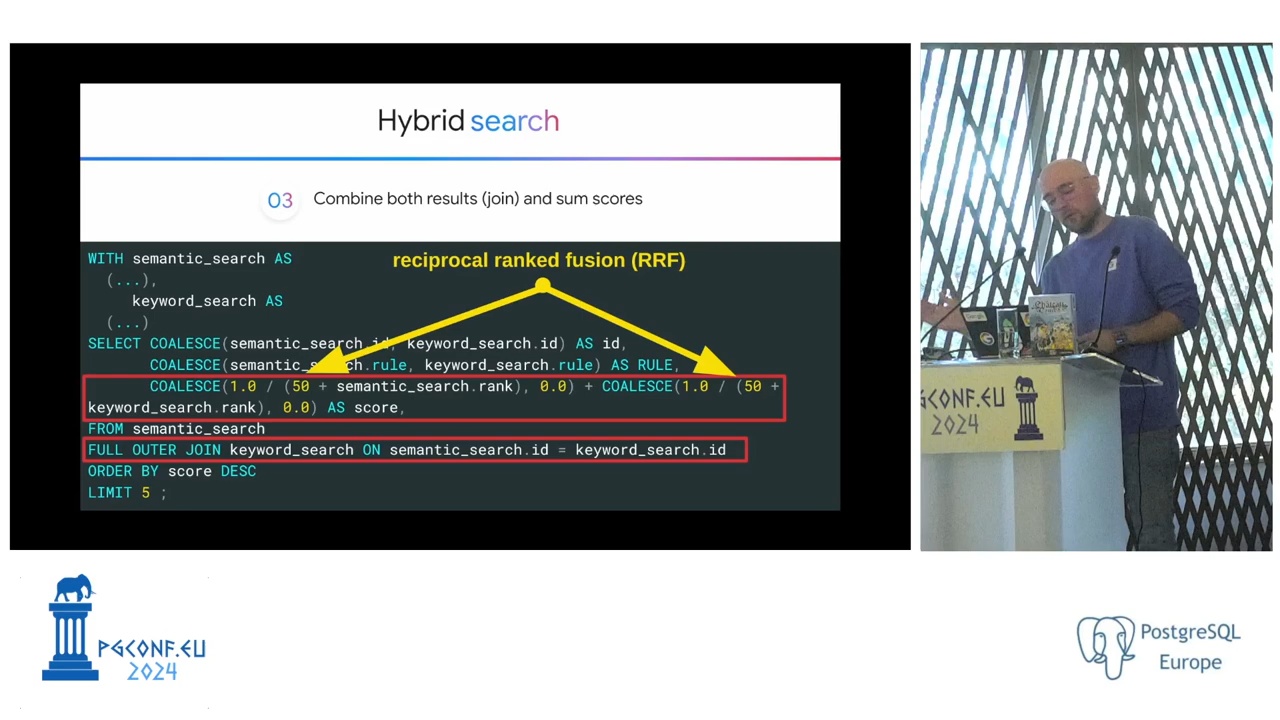 Hybrid search
03 Combine both results (join) and sum scores
reciprocal ranked fusion (RRF)
WITH semantic_search AS
(...),
keyword_search AS
(...)
SELECT COALESCE(semantic_search.id, keyword_search.id) AS id,
COALESCE(semantic_search.rule, keyword_search.rule) AS RULE,
COALESCE(1.0 / (50 + semantic_search.rank), 0.0) + COALESCE(1.0 / (50 +
keyword_search.rank), 0.0) AS score,
FROM semantic_search
FULL OUTER JOIN keyword_search ON semantic_search.id = keyword_search.id
ORDER BY score DESC
LIMIT 5 ;
PGCONF.EU
2024
PGCONF.EU
2024
PostgreSQL
Europe